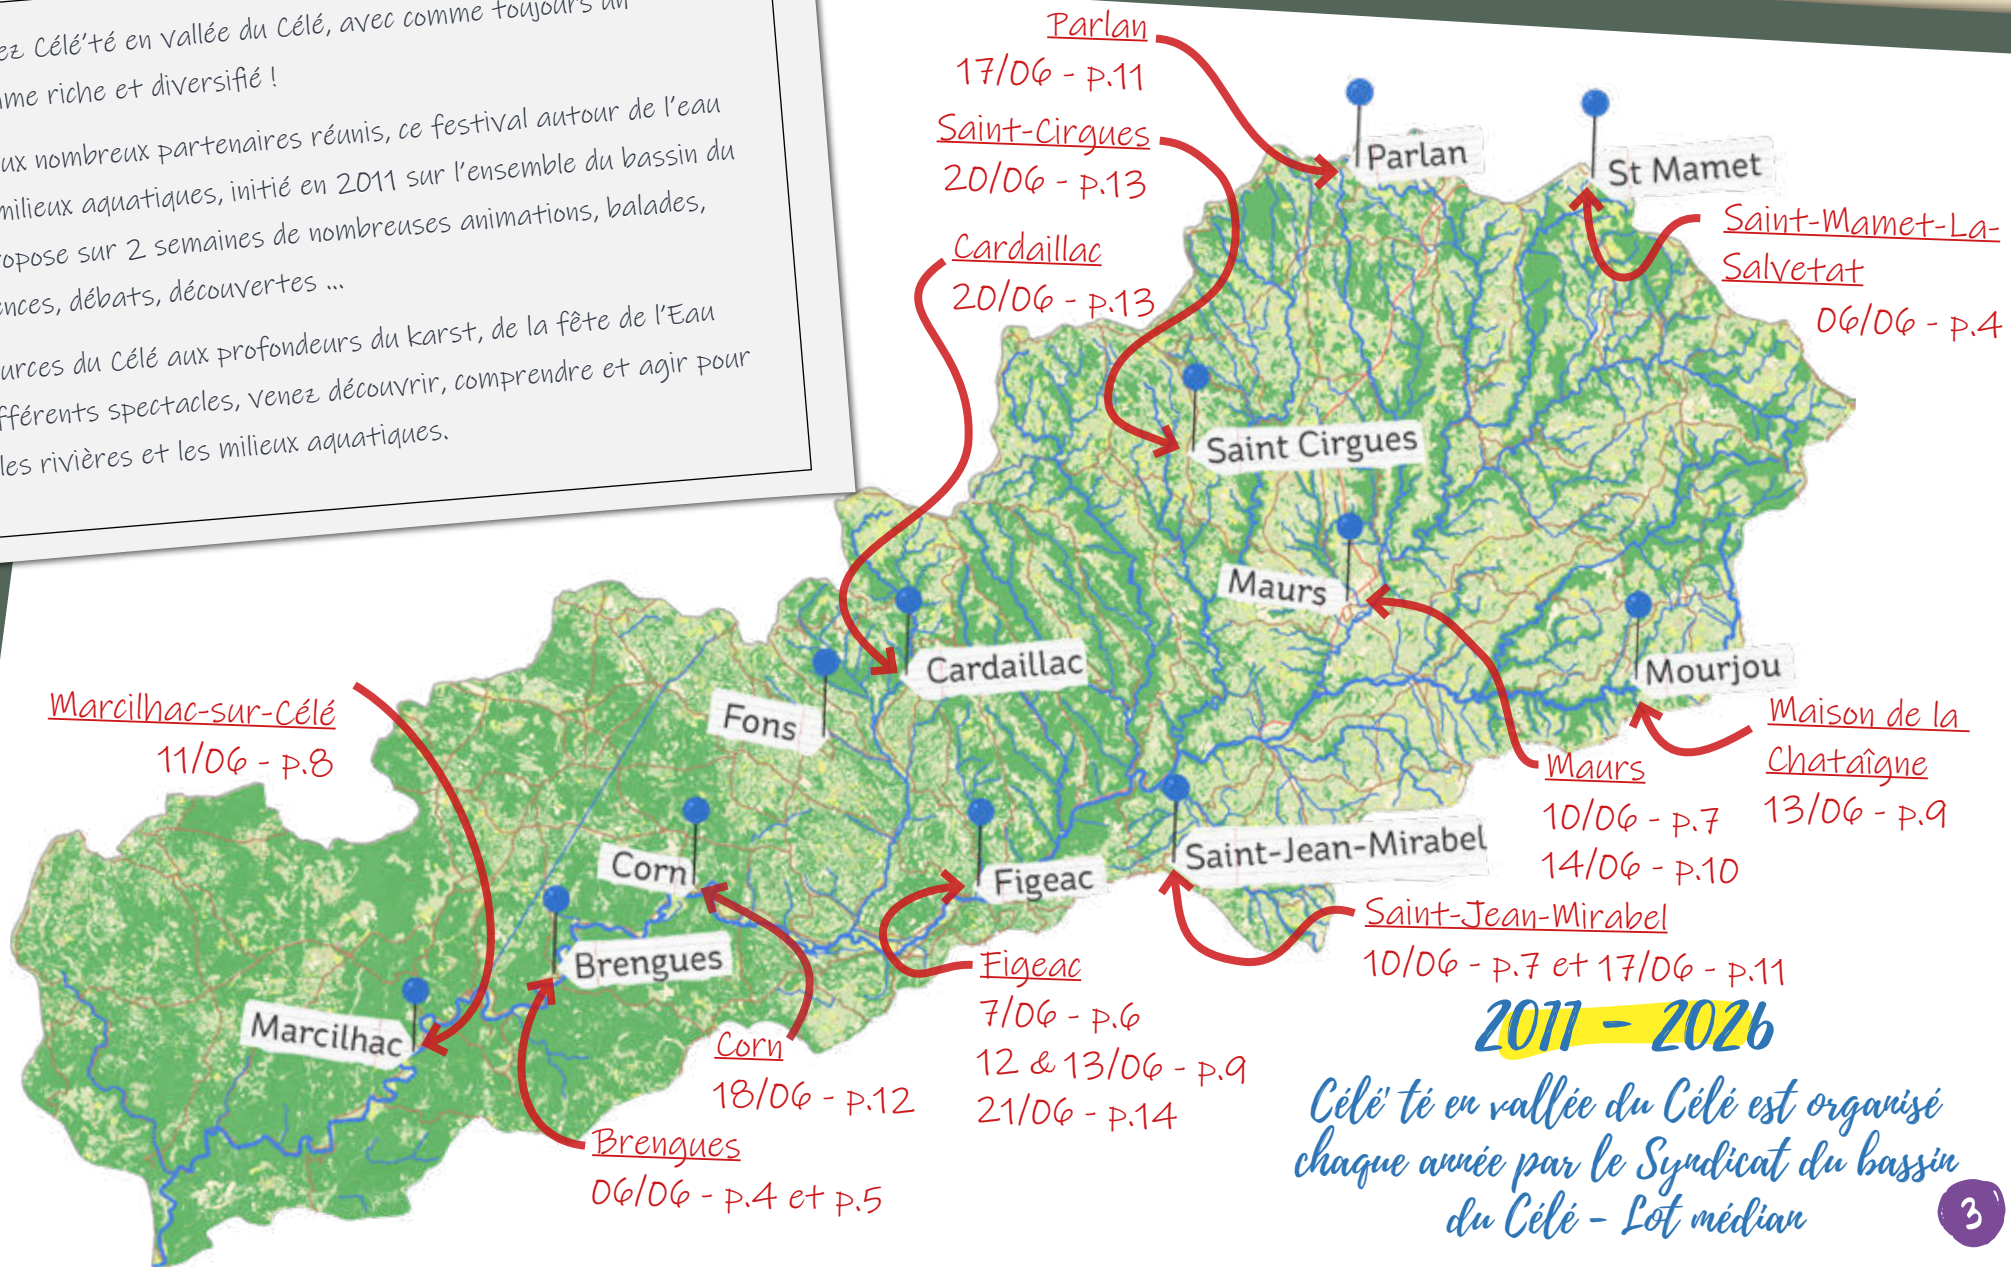 ez Célé'té en vallée du Célé, avec comme toujours un
me riche et diversifié !
ux nombreux partenaires réunis, ce festival autour de l'eau
milieux aquatiques, initié en 2011 sur l'ensemble du bassin du
opose sur 2 semaines de nombreuses animations, balades,
ences, débats, découvertes ...
urces du Célé aux profondeurs du karst, de la fête de l'Eau
fférents spectacles, venez découvrir, comprendre et agir pour
les rivières et les milieux aquatiques.
Parlan
17/06 - p.11
Saint-Cirgues
20/06 - p.13
Cardaillac
20/06 - p.13
Parlan
St Mamet
Saint-Mamet-La-
Salvetat
06/06 - p.4
Saint Cirgues
Maurs
Mourjou
Cardaillac
Fons
Marcilhac-sur-Célé
11/06 - p.8
Maison de la
Chataîgne
13/06 - p.9
Maurs
10/06 - p.7
14/06 - p.10
Corn
Figeac
Saint-Jean-Mirabel
Saint-Jean-Mirabel
10/06 - p.7 et 17/06 - p.11
Brengues
Marcilhac
Figeac
7/06 - p.6
12 & 13/06 - p.9
21/06 - p.14
Corn
18/06 - p.12
Brengues
06/06 - p.4 et p.5
2011 - 2026
Célé' té en vallée du Célé est organisé
chaque année par le Syndicat du bassin
du Célé - Lot médian
3